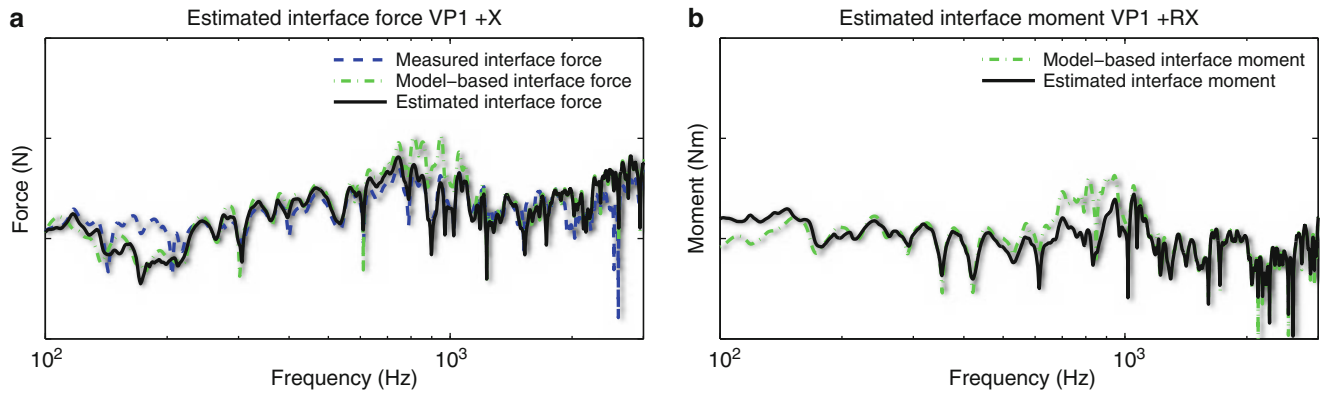 a
Estimated interface force VP1 +X
Measured interface force
Model−based interface force
Estimated interface force
Force (N)
10²
10³
Frequency (Hz)
b
Estimated interface moment VP1 +RX
Model−based interface moment
Estimated interface moment
Moment (Nm)
10²
10³
Frequency (Hz)